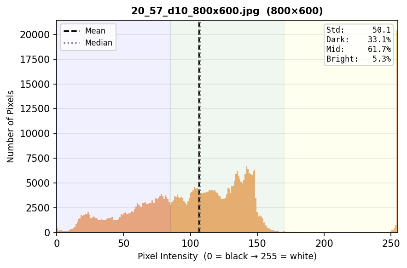 20_57_d10_800x600.jpg  (800×600)
Number of Pixels
20000
17500
15000
12500
10000
7500
5000
2500
0
Mean
Median
Std: 50.1
Dark: 33.1%
Mid: 61.7%
Bright: 5.3%
0 50 100 150 200 250
Pixel Intensity  (0 = black → 255 = white)